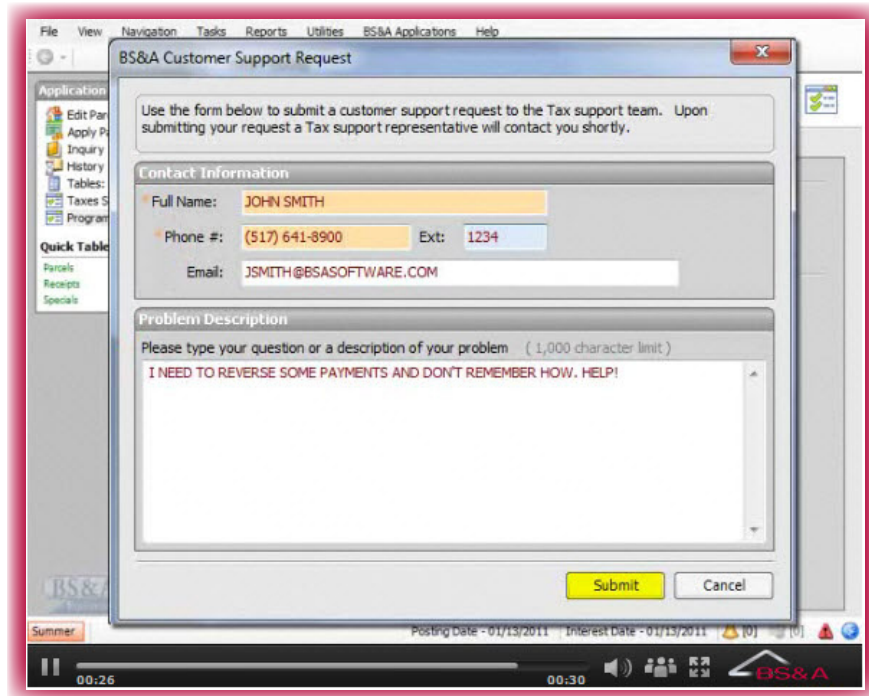 File View Navigation Tasks Reports Utilities BS&A Applications Help
BS&A Customer Support Request
Application
Edit Par
Apply P
Inquiry
History
Tables:
Taxes S
Program
Quick Table
Parcels
Receipts
Specials
Use the form below to submit a customer support request to the Tax support team. Upon
submitting your request a Tax support representative will contact you shortly.
Contact Information
*Full Name: JOHN SMITH
*Phone #: (517) 641-8900 Ext: 1234
Email: JSMITH@BSASOFTWARE.COM
Problem Description
Please type your question or a description of your problem ( 1,000 character limit )
I NEED TO REVERSE SOME PAYMENTS AND DON'T REMEMBER HOW. HELP!
Submit Cancel
BS&A
Summer Posting Date - 01/13/2011 Interest Date - 01/13/2011 [0] [0]
00:26 00:30 BS&A